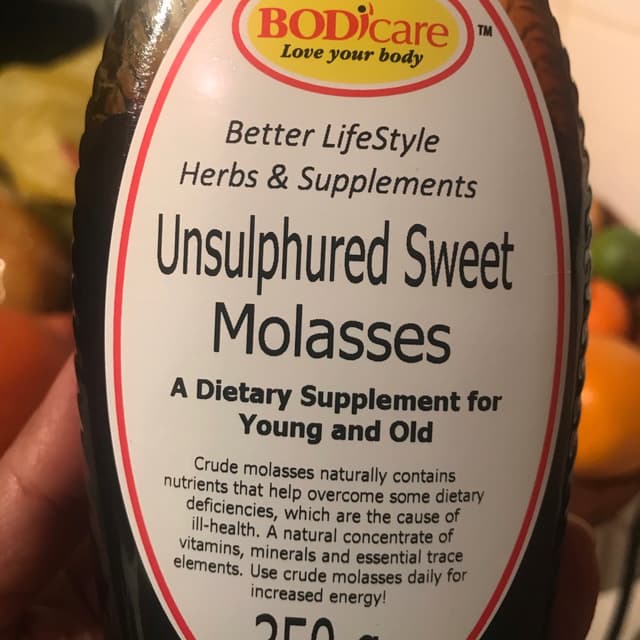 BODicare
TM
Love your body
Better LifeStyle
Herbs & Supplements
Unsulphured Sweet
Molasses
A Dietary Supplement for
Young and Old
Crude molasses naturally contains
nutrients that help overcome some dietary
deficiencies, which are the cause of
ill-health. A natural concentrate of
vitamins, minerals and essential trace
elements. Use crude molasses daily for
increased energy!
350 g